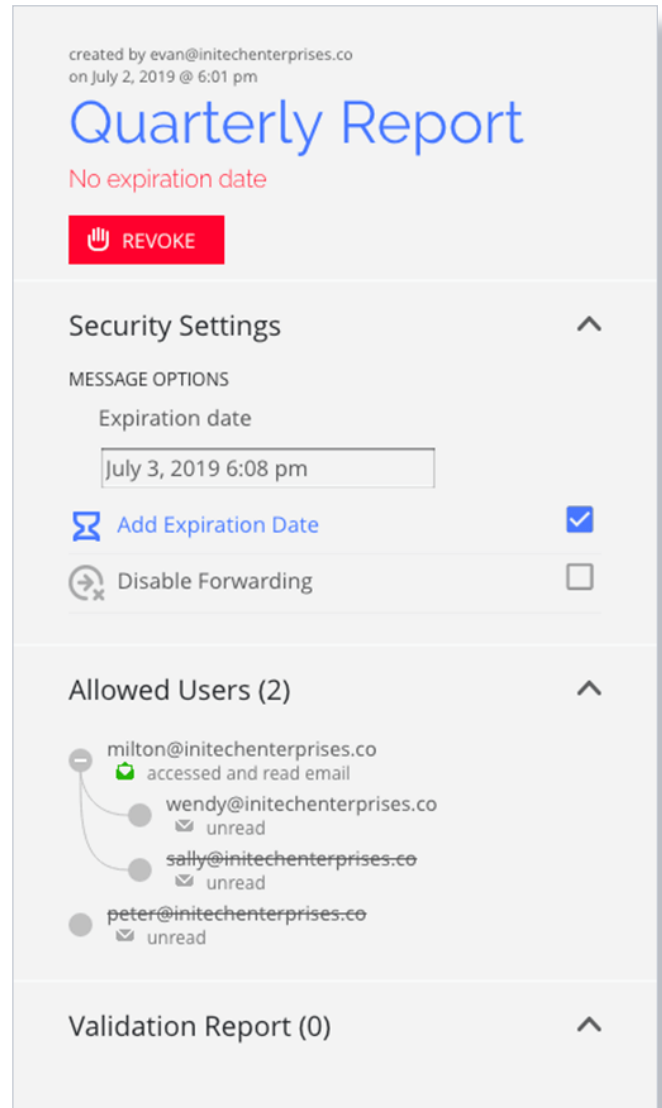 created by evan@initechenterprises.co
on July 2, 2019 @ 6:01 pm
Quarterly Report
No expiration date
REVOKE
Security Settings
MESSAGE OPTIONS
Expiration date
July 3, 2019 6:08 pm
Add Expiration Date
Disable Forwarding
Allowed Users (2)
milton@initechenterprises.co
accessed and read email
wendy@initechenterprises.co
unread
sally@initechenterprises.co
unread
peter@initechenterprises.co
unread
Validation Report (0)